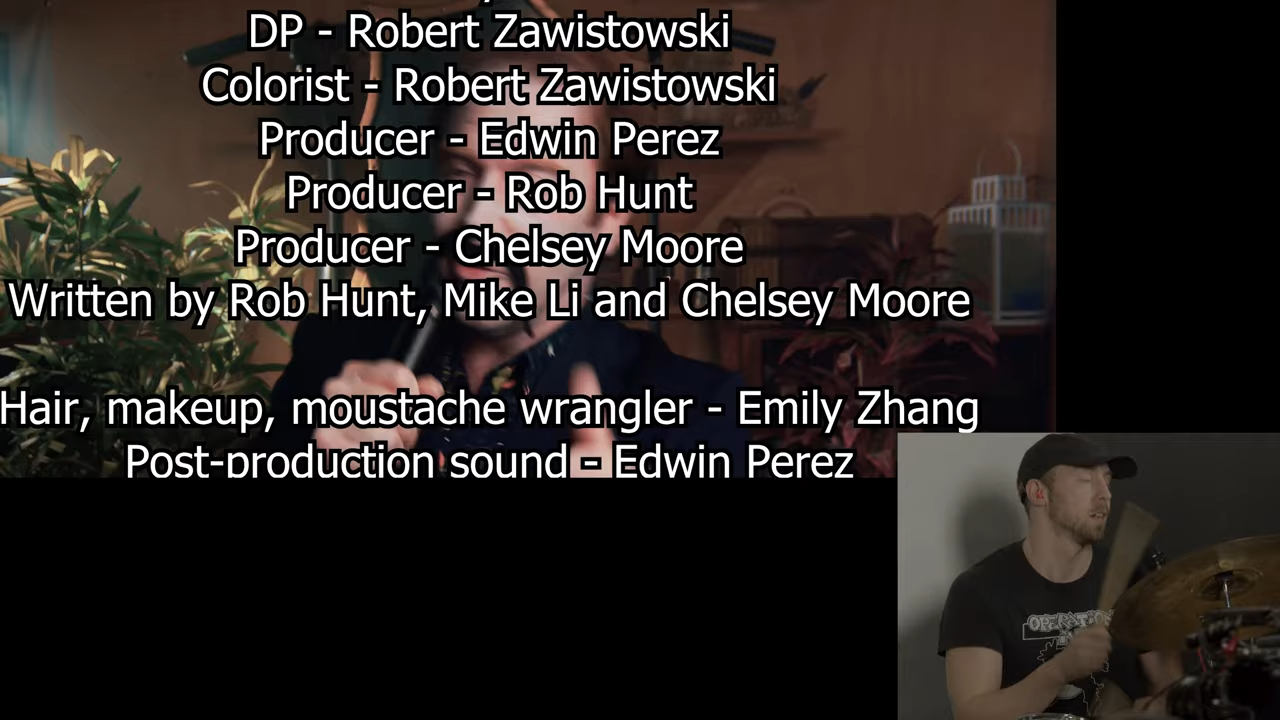 DP - Robert Zawistowski
Colorist - Robert Zawistowski
Producer - Edwin Perez
Producer - Rob Hunt
Producer - Chelsey Moore
Written by Rob Hunt, Mike Li and Chelsey Moore
Hair, makeup, moustache wrangler - Emily Zhang
Post-production sound - Edwin Perez
OPERATION